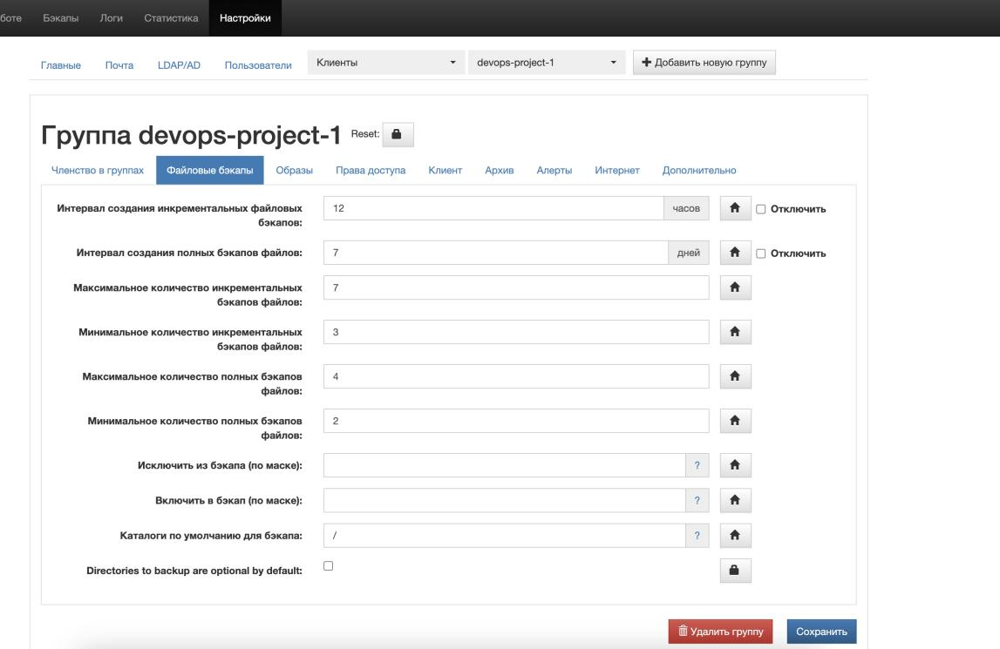 боте Бэкапы Логи Статистика Настройки
Главные Почта LDAP/AD Пользователи Клиенты devops-project-1 Добавить новую группу
Группа devops-project-1 Reset:
Членство в группах Файловые бэкапы Образы Права доступа Клиент Архив Алерты Интернет Дополнительно
Интервал создания инкрементальных файловых 12 часов Отключить
бэкапов:
Интервал создания полных бэкапов файлов: 7 дней Отключить
Максимальное количество инкрементальных 7
бэкапов файлов:
Минимальное количество инкрементальных 3
бэкапов файлов:
Максимальное количество полных бэкапов 4
файлов:
Минимальное количество полных бэкапов 2
файлов:
Исключить из бэкапа (по маске): ?
Включить в бэкап (по маске): ?
Каталоги по умолчанию для бэкапа: / ?
Directories to backup are optional by default:
Удалить группу Сохранить